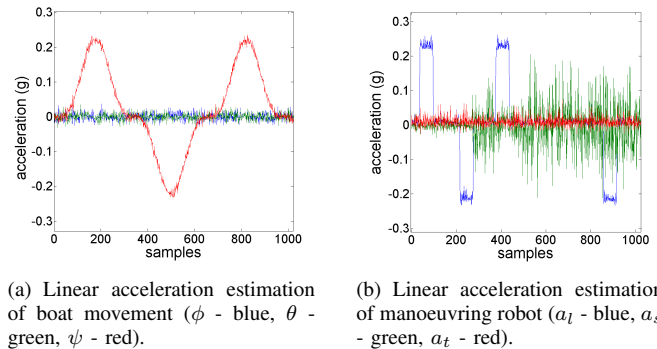 0.3
0.2
0.1
0
-0.1
-0.2
-0.3
acceleration (g)
0 200 400 600 800 1000
samples
0.3
0.2
0.1
0
-0.1
-0.2
-0.3
acceleration (g)
0 200 400 600 800 1000
samples
(a) Linear acceleration estimation
of boat movement (ϕ - blue, θ -
green, ψ - red).
(b) Linear acceleration estimation
of manoeuvring robot (a_l - blue, a_s
- green, a_t - red).